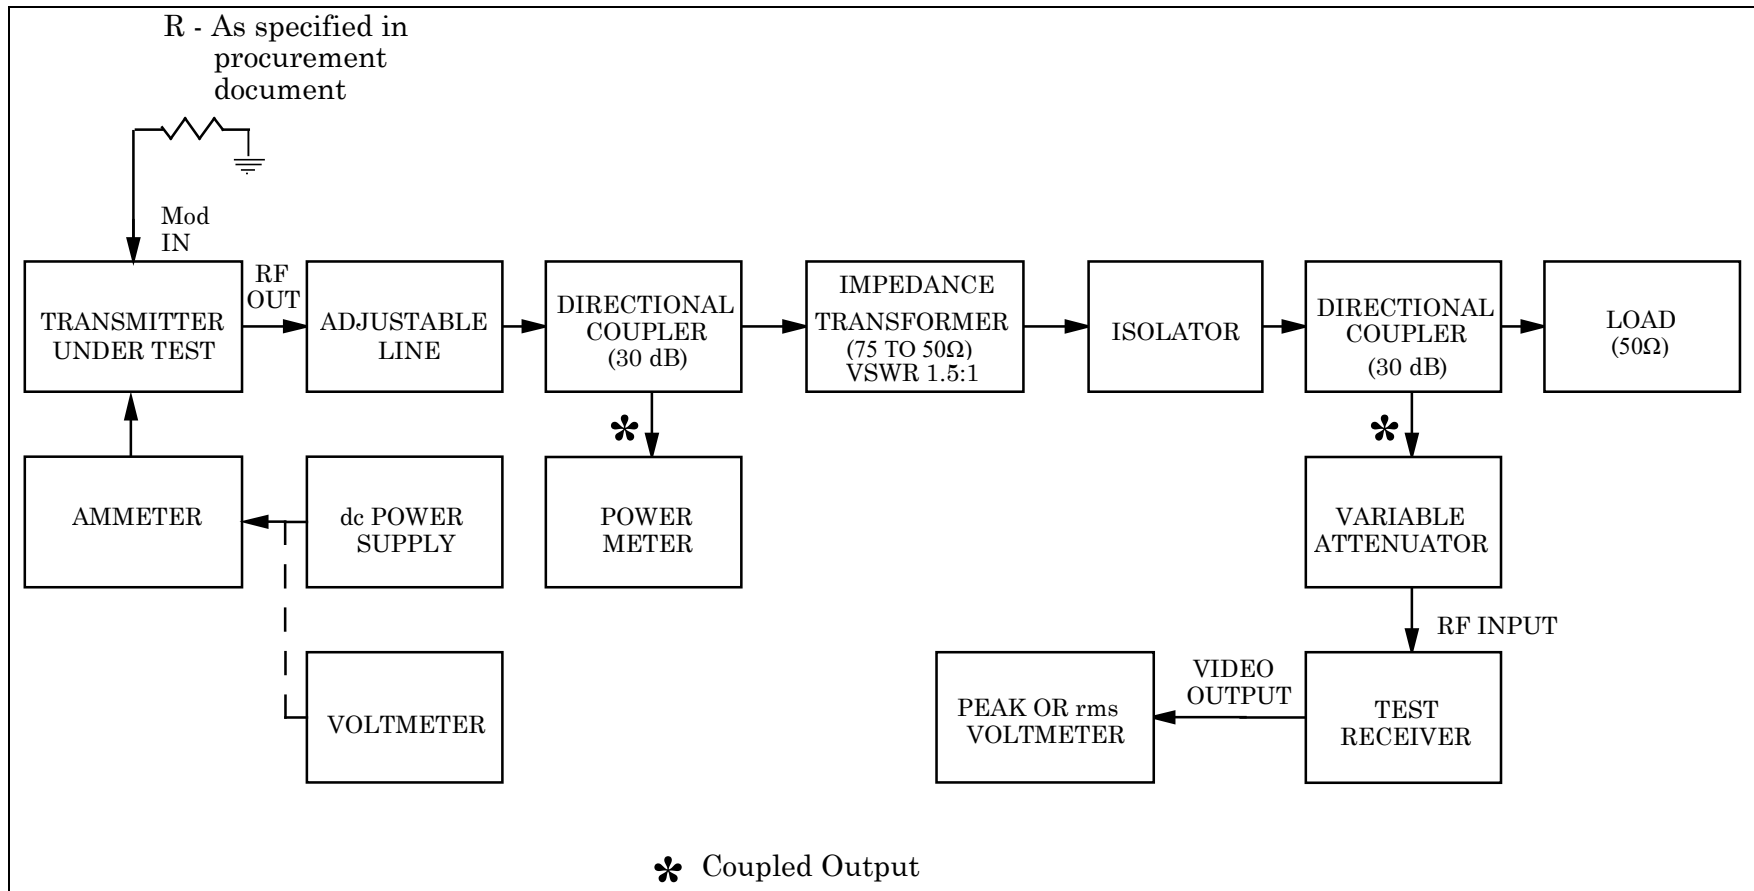 R - As specified in
procurement
document
Mod
IN
TRANSMITTER
UNDER TEST
RF
OUT
ADJUSTABLE
LINE
DIRECTIONAL
COUPLER
(30 dB)
IMPEDANCE
TRANSFORMER
(75 TO 50Ω)
VSWR 1.5:1
ISOLATOR
DIRECTIONAL
COUPLER
(30 dB)
LOAD
(50Ω)
*
*
AMMETER
dc POWER
SUPPLY
POWER
METER
VARIABLE
ATTENUATOR
RF INPUT
VOLTMETER
PEAK OR rms
VOLTMETER
VIDEO
OUTPUT
TEST
RECEIVER
* Coupled Output